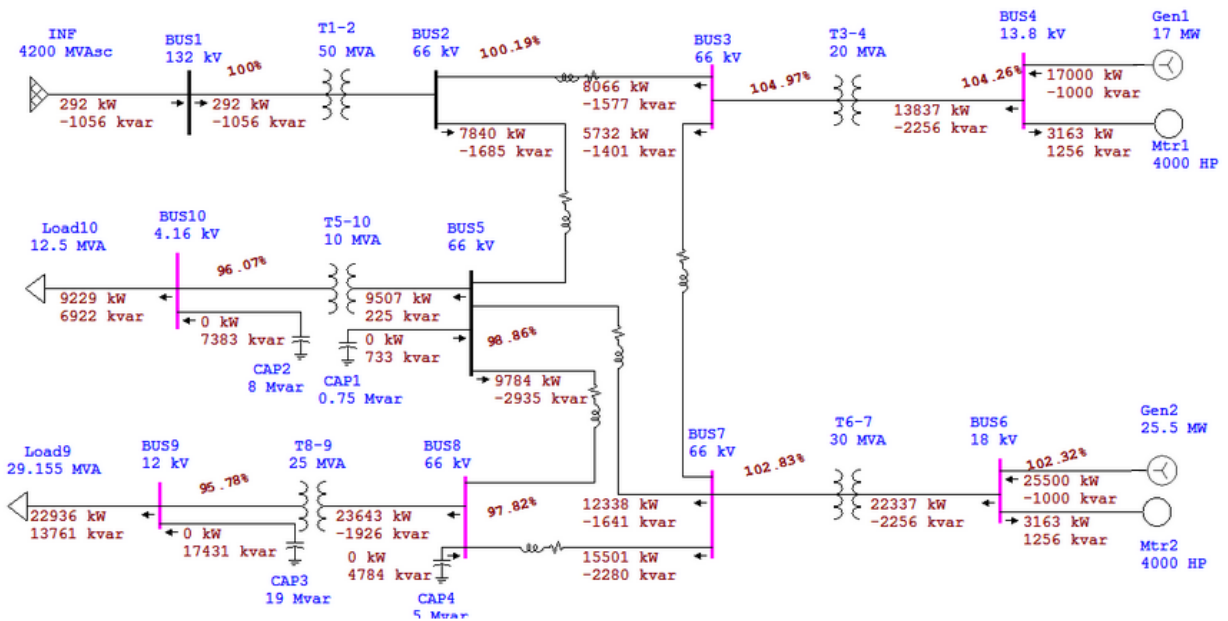 INF
4200 MVAsc
BUS1
132 kV
T1-2
50 MVA
BUS2
66 kV
100.19%
BUS3
66 kV
T3-4
20 MVA
BUS4
13.8 kV
Gen1
17 MW
100%
104.97%
104.26%
292 kW
-1056 kvar
292 kW
-1056 kvar
8066 kW
-1577 kvar
17000 kW
-1000 kvar
13837 kW
-2256 kvar
7840 kW
-1685 kvar
5732 kW
-1401 kvar
3163 kW
1256 kvar
Mtr1
4000 HP
Load10
12.5 MVA
BUS10
4.16 kV
T5-10
10 MVA
BUS5
66 kV
96.07%
9229 kW
6922 kvar
9507 kW
225 kvar
0 kW
7383 kvar
0 kW
733 kvar
98.86%
CAP2
8 Mvar
CAP1
0.75 Mvar
9784 kW
-2935 kvar
Load9
29.155 MVA
BUS9
12 kV
T8-9
25 MVA
BUS8
66 kV
BUS7
66 kV
T6-7
30 MVA
BUS6
18 kV
Gen2
25.5 MW
95.78%
97.82%
102.83%
102.32%
22936 kW
13761 kvar
23643 kW
-1926 kvar
12338 kW
-1641 kvar
22337 kW
-2256 kvar
25500 kW
-1000 kvar
0 kW
17431 kvar
0 kW
4784 kvar
15501 kW
-2280 kvar
3163 kW
1256 kvar
CAP3
19 Mvar
CAP4
5 Mvar
Mtr2
4000 HP